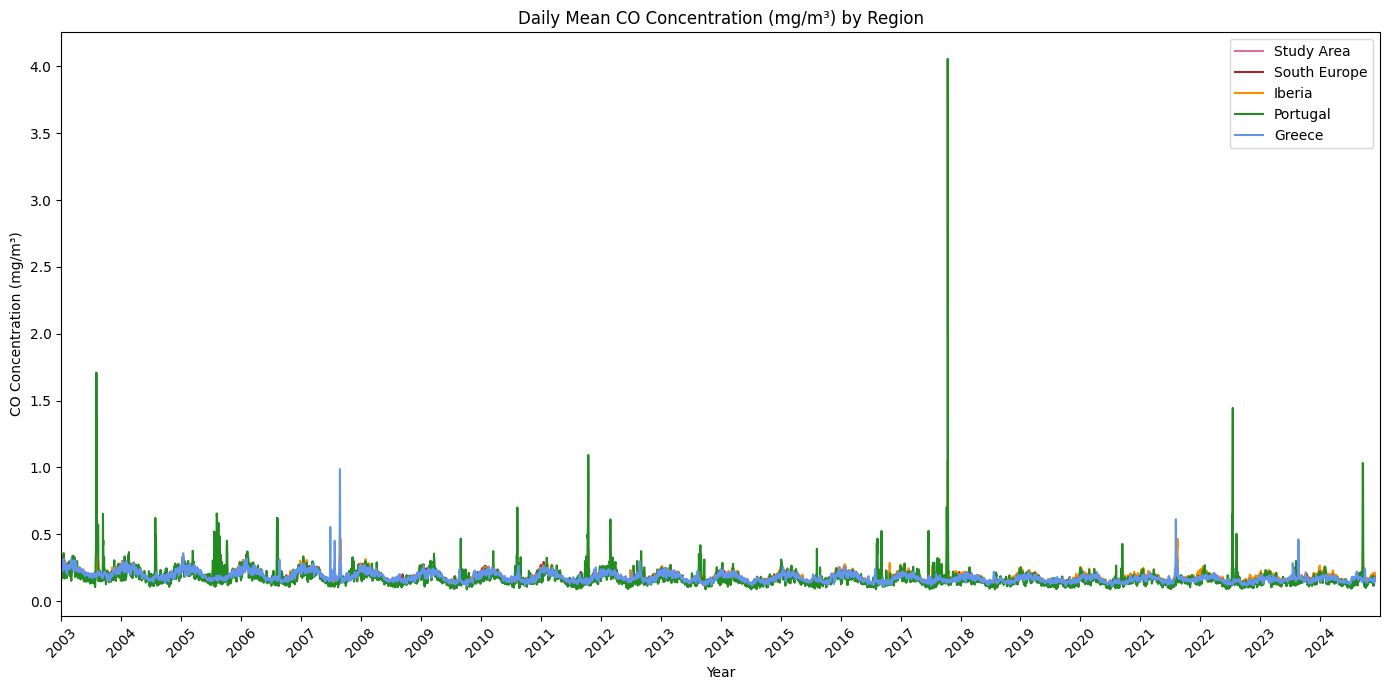 Daily Mean CO Concentration (mg/m³) by Region
Study Area
South Europe
Iberia
Portugal
Greece
CO Concentration (mg/m³)
4.0
3.5
3.0
2.5
2.0
1.5
1.0
0.5
0.0
2003 2004 2005 2006 2007 2008 2009 2010 2011 2012 2013 2014 2015 2016 2017 2018 2019 2020 2021 2022 2023 2024
Year